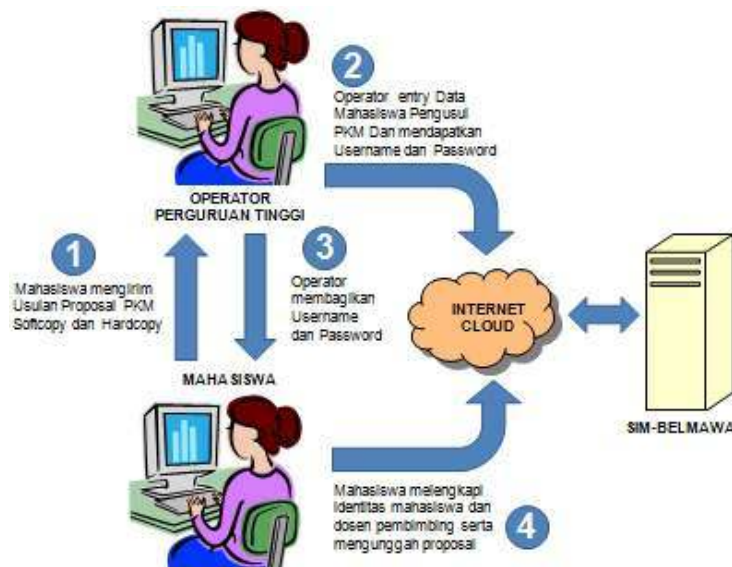 2
Operator entry Data
Mahasiswa Pengusul
PKM Dan mendapatkan
Username dan Password
OPERATOR
PERGURUAN TINGGI
1
Mahasiswa mengirim
Usulan Proposal PKM
Softcopy dan Hardcopy
3
Operator
membagikan
Username
dan Password
INTERNET
CLOUD
SIM-BELMAWA
MAHASISWA
Mahasiswa melengkapi
Identitas mahasiswa dan
dosen pembimbing serta
mengunggah proposal
4